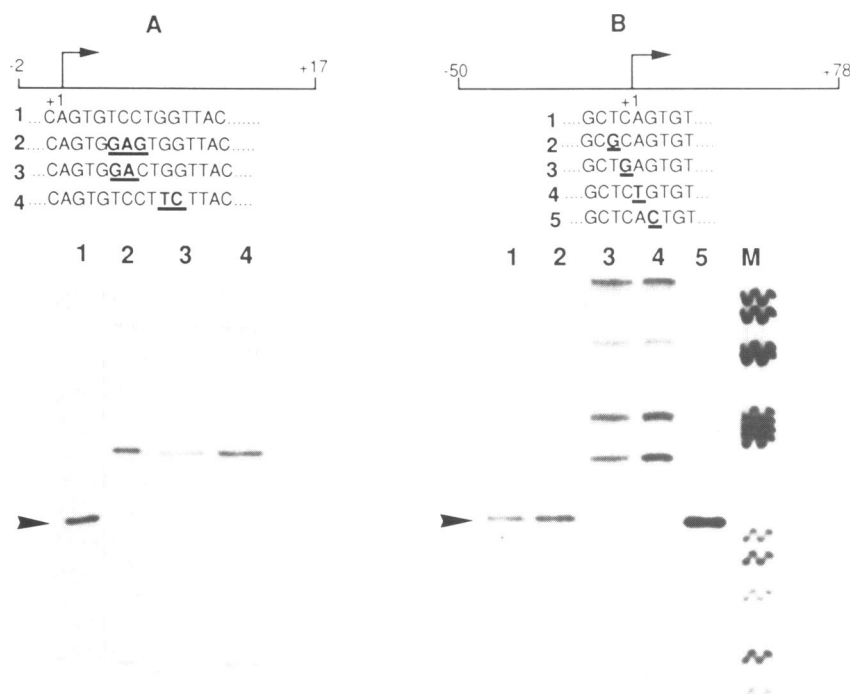 A
-2 +17
+1
1 ....CAGTGTCCTGGTTAC.......
2 ....CAGTGGAGTGGTTAC.....
3 ....CAGTGGACTGGTTAC.....
4 ....CAGTGTCCTTCTTAC.....
1 2 3 4
B
-50 +78
+1
1 ....GCTCAGTGT....
2 ....GCGCAGTGT....
3 ....GCTGAGTGT....
4 ....GCTCTGTGT....
5 ....GCTCACTGT....
1 2 3 4 5 M